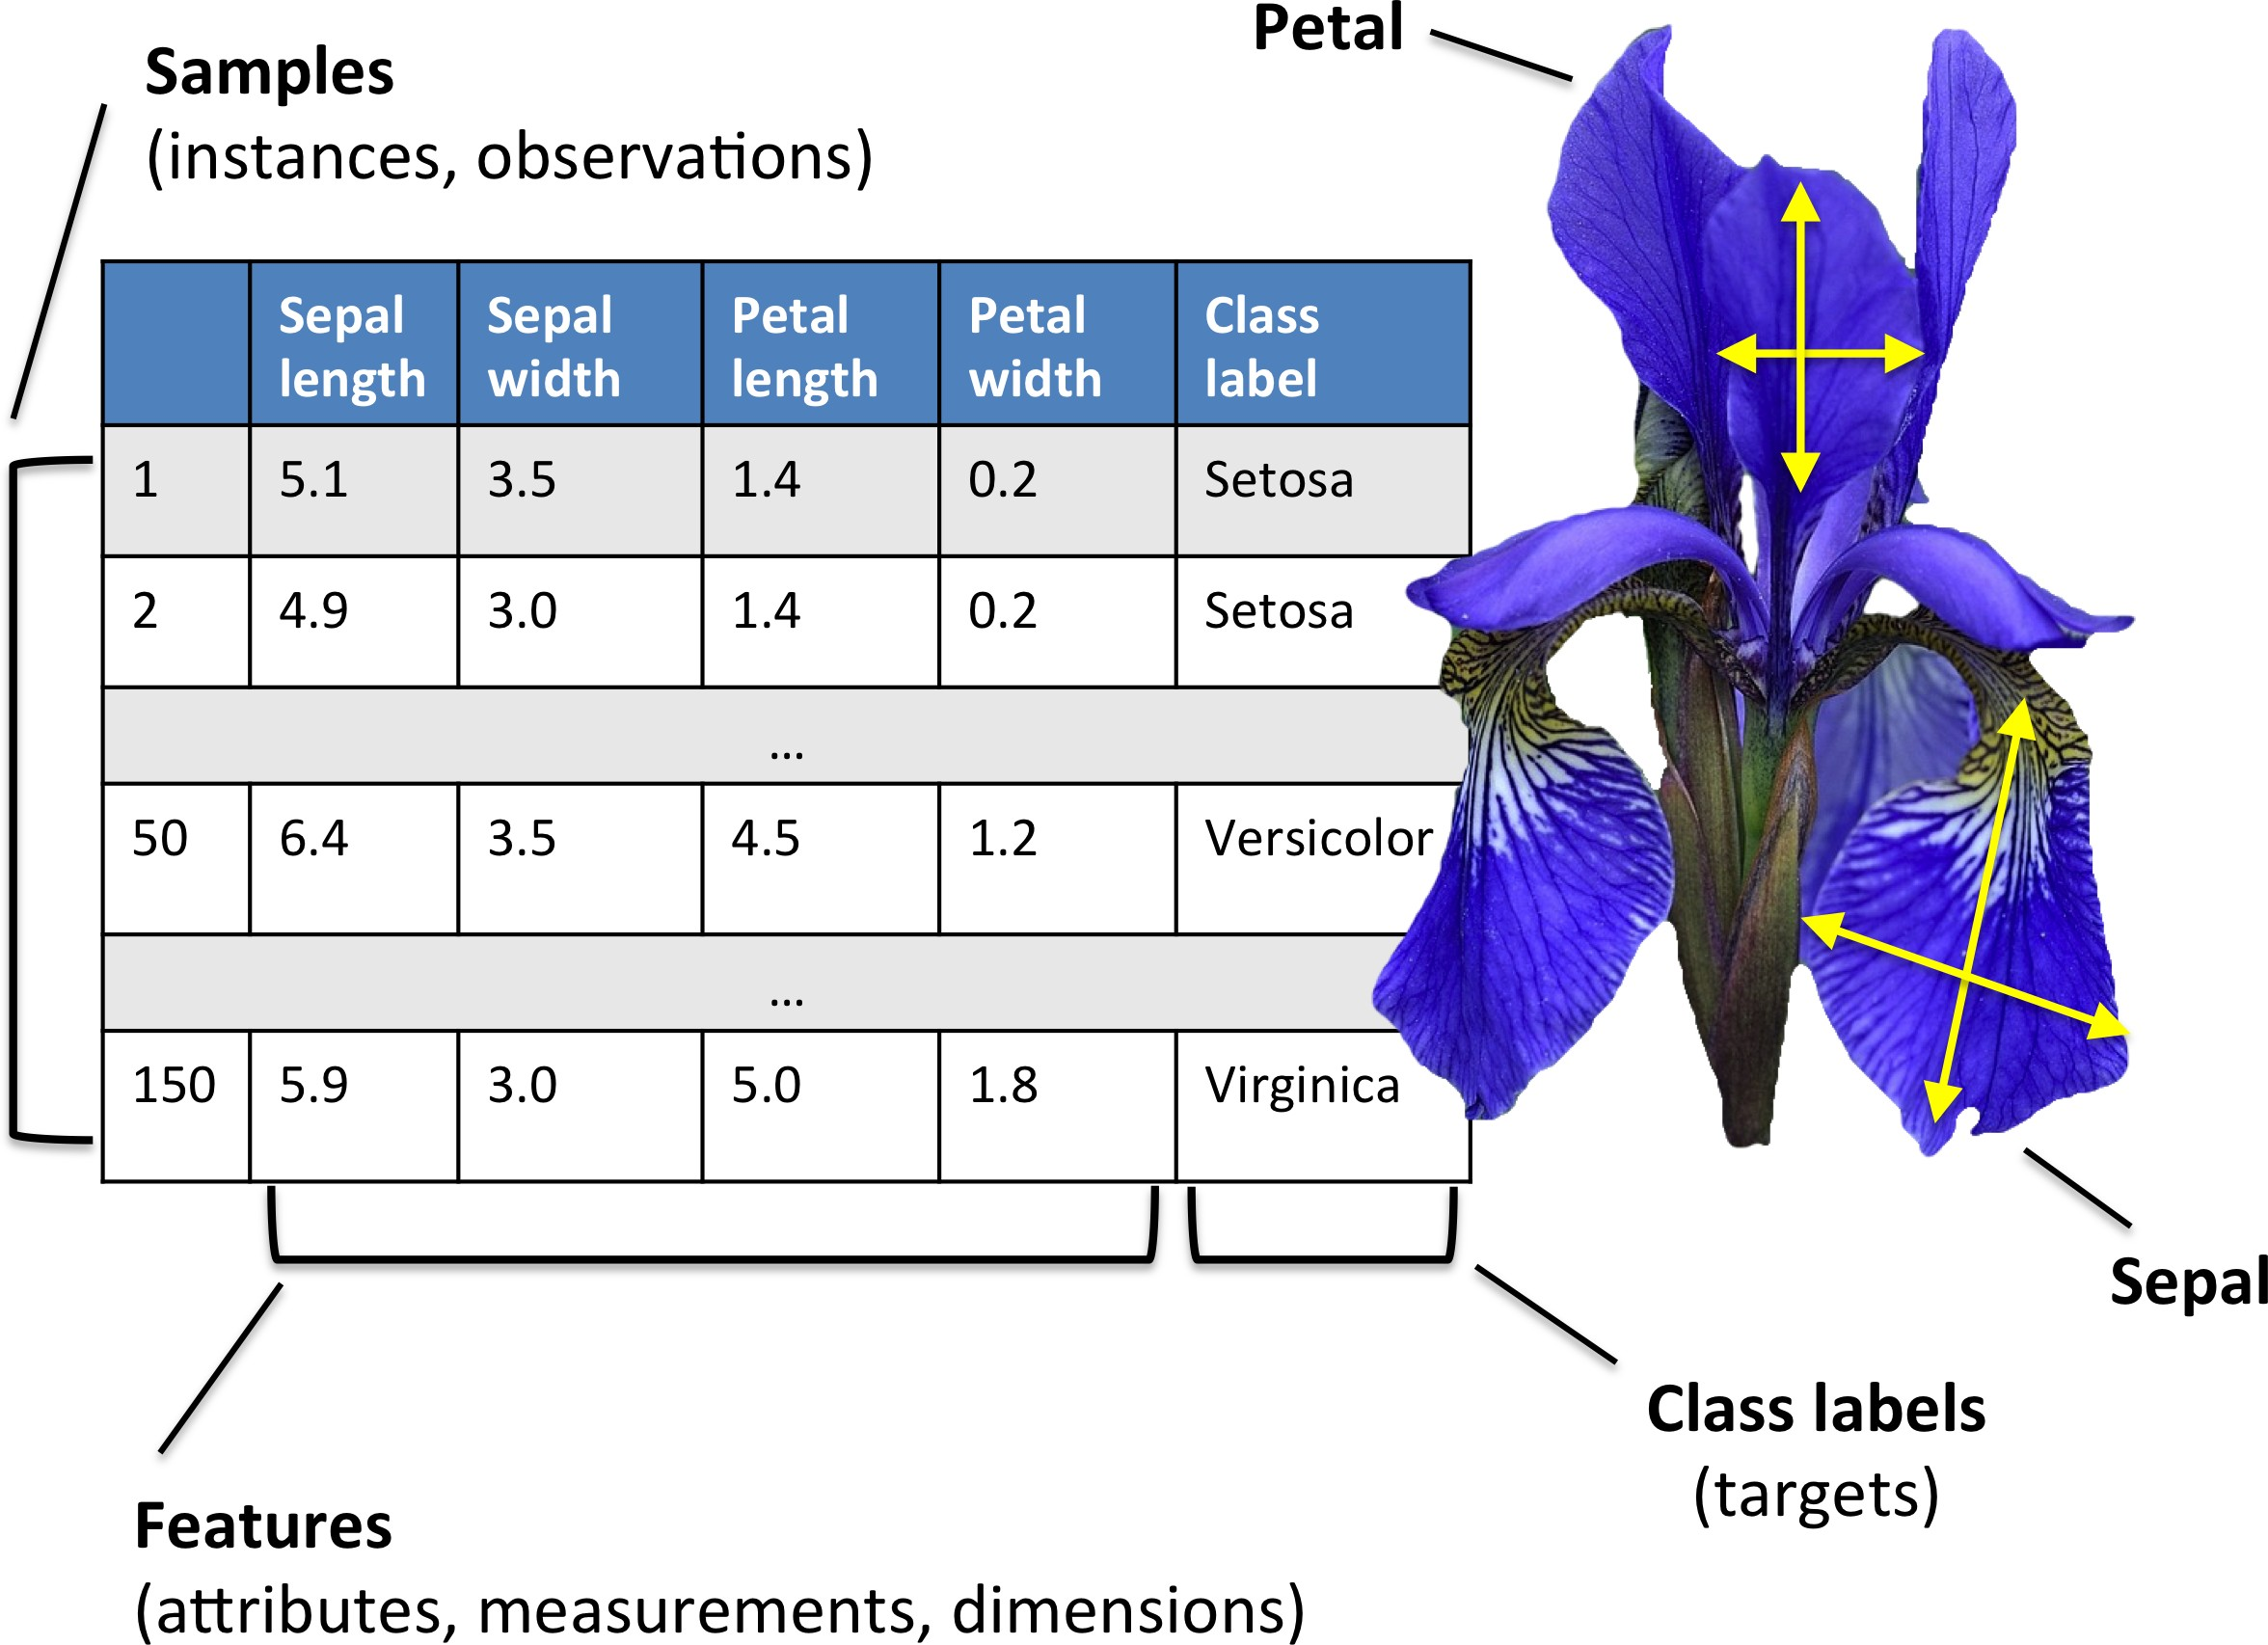 Petal
Samples
(instances, observations)
Sepal length Sepal width Petal length Petal width Class label
1 5.1 3.5 1.4 0.2 Setosa
2 4.9 3.0 1.4 0.2 Setosa
...
50 6.4 3.5 4.5 1.2 Versicolor
...
150 5.9 3.0 5.0 1.8 Virginica
Sepal
Class labels
(targets)
Features
(attributes, measurements, dimensions)